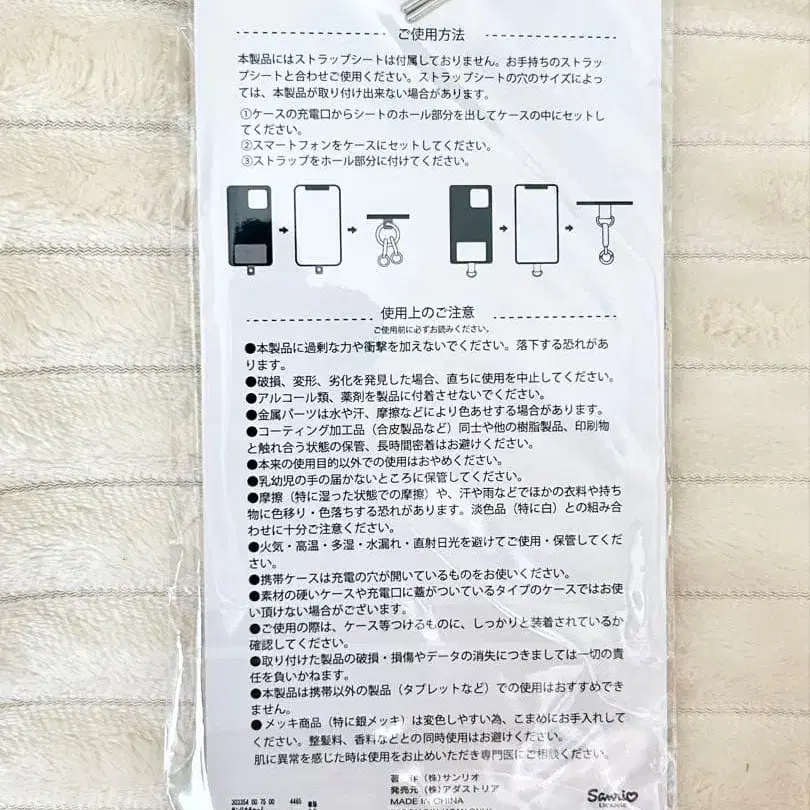 ご使用方法
本製品にはストラップシートは付属しておりません。お手持ちのストラ
ップシートと合わせご使用ください。ストラップシートの穴のサイズによっ
ては、本製品が取り付け出来ない場合があります。
①ケースの充電口からシートのホール部分を出してケースの中にセットし
てください。
②スマートフォンをケースにセットしてください。
③ストラップをホール部分に付けてください。
使用上のご注意
ご使用前に必ずお読みください。
●本製品に過剰な力や衝撃を加えないでください。落下する恐れがあ
ります。
●破損、変形、劣化を発見した場合、直ちに使用を中止してください。
●アルコール類、薬剤を製品に付着させないでください。
●金属パーツは水や汗、摩擦などにより色あせする場合があります。
●コーティング加工品（合皮製品など）同士や他の樹脂製品、印刷物
と触れ合う状態の保管、長時間密着はお避けください。
●本来の使用目的以外での使用はおやめください。
●乳幼児の手の届かないところに保管してください。
●摩擦（特に湿った状態での摩擦）や、汗や雨などでほかの衣料や持ち
物に色移り・色落ちする恐れがあります。淡色品（特に白）との組み合
わせに十分ご注意ください。
●火気・高温・多湿・水漏れ・直射日光を避けてご使用・保管してくだ
さい。
●携帯ケースは充電の穴が開いているものをお使いください。
●素材の硬いケースや充電口に蓋がついているタイプのケースではお使
い頂けない場合がございます。
●ご使用の際は、ケース等つけるものに、しっかりと装着されているか
確認してください。
●取り付けた製品の破損・損傷やデータの消失につきましては一切の責
任を負いかねます。
●本製品は携帯以外の製品（タブレットなど）での使用はおすすめでき
ません。
●メッキ商品（特に銀メッキ）は変色しやすい為、こまめにお手入れして
ください。整髪料、香料などとの同時使用はお避けください。
肌に異常を感じた時は使用をお止めいただき専門医にご相談ください。
著 作（株）サンリオ
発売元（株）アダストリア
MADE IN CHINA
303354 00 76 00 4465
Sanrio